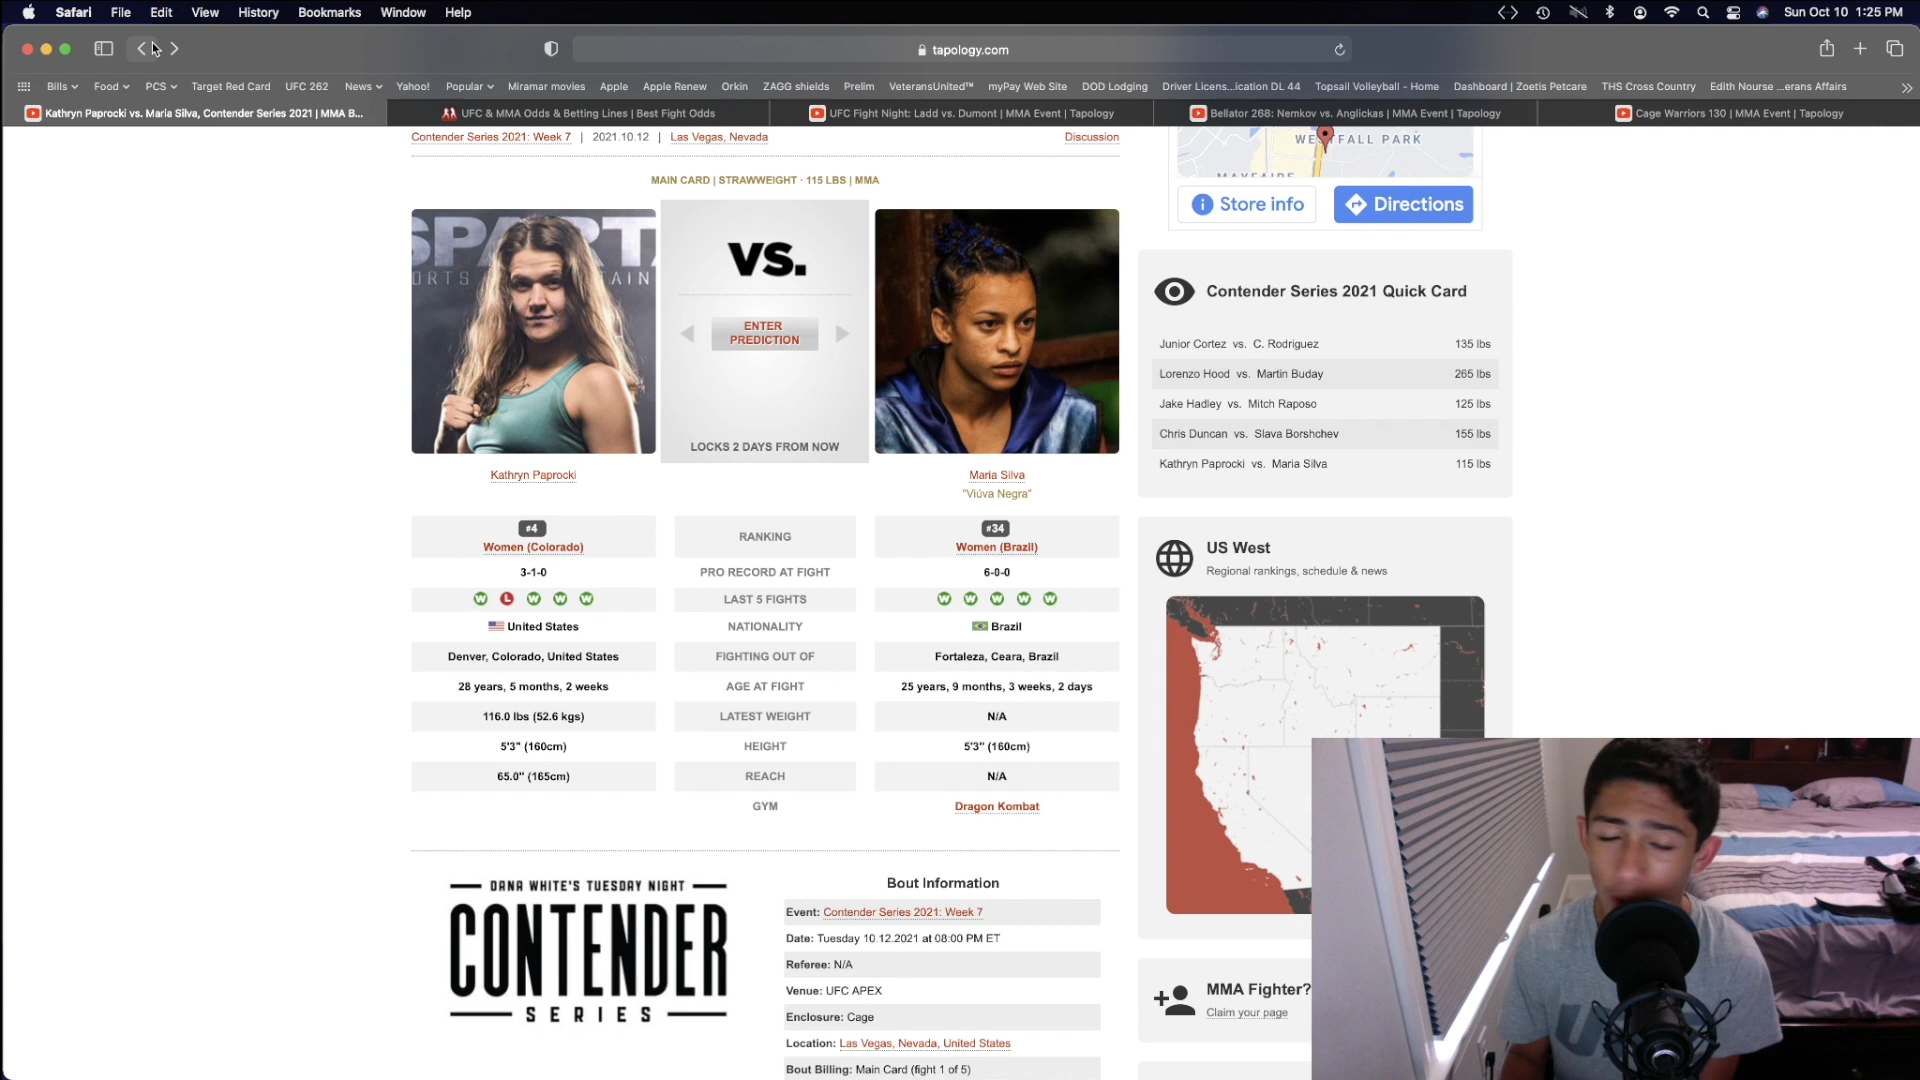 Safari File Edit View History Bookmarks Window Help
Sun Oct 10 1:25 PM
tapology.com
Bills Food PCS Target Red Card UFC 262 News Yahoo! Popular Miramar movies Apple Apple Renew Orkin ZAGG shields Prelim VeteransUnited™ myPay Web Site DOD Lodging Driver Licens...ication DL 44 Topsail Volleyball - Home Dashboard | Zoetis Petcare THS Cross Country Edith Nourse ...erans Affairs
Kathryn Paprocki vs. Maria Silva, Contender Series 2021 | MMA B...
UFC & MMA Odds & Betting Lines | Best Fight Odds
UFC Fight Night: Ladd vs. Dumont | MMA Event | Tapology
Bellator 268: Nemkov vs. Anglickas | MMA Event | Tapology
Cage Warriors 130 | MMA Event | Tapology
Contender Series 2021: Week 7 | 2021.10.12 | Las Vegas, Nevada
Discussion
MAIN CARD | STRAWWEIGHT · 115 LBS | MMA
VS.
ENTER
PREDICTION
LOCKS 2 DAYS FROM NOW
Kathryn Paprocki
Maria Silva
"Viúva Negra"
#4
Women (Colorado)
RANKING
#34
Women (Brazil)
3-1-0 PRO RECORD AT FIGHT 6-0-0
W L W W W LAST 5 FIGHTS W W W W W
United States NATIONALITY Brazil
Denver, Colorado, United States FIGHTING OUT OF Fortaleza, Ceara, Brazil
28 years, 5 months, 2 weeks AGE AT FIGHT 25 years, 9 months, 3 weeks, 2 days
116.0 lbs (52.6 kgs) LATEST WEIGHT N/A
5'3" (160cm) HEIGHT 5'3" (160cm)
65.0" (165cm) REACH N/A
GYM Dragon Kombat
DANA WHITE'S TUESDAY NIGHT
CONTENDER
SERIES
Bout Information
Event: Contender Series 2021: Week 7
Date: Tuesday 10.12.2021 at 08:00 PM ET
Referee: N/A
Venue: UFC APEX
Enclosure: Cage
Location: Las Vegas, Nevada, United States
Bout Billing: Main Card (fight 1 of 5)
WESTFALL PARK
MAYFAIRE
Store info
Directions
Contender Series 2021 Quick Card
Junior Cortez vs. C. Rodriguez 135 lbs
Lorenzo Hood vs. Martin Buday 265 lbs
Jake Hadley vs. Mitch Raposo 125 lbs
Chris Duncan vs. Slava Borshchev 155 lbs
Kathryn Paprocki vs. Maria Silva 115 lbs
US West
Regional rankings, schedule & news
MMA Fighter?
Claim your page